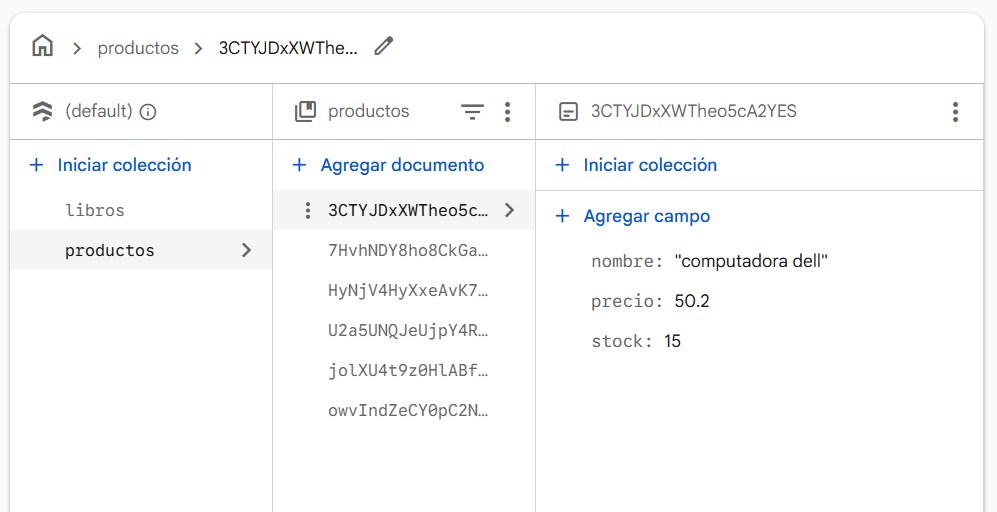 productos 3CTYJDxXWThe...
(default)
productos
3CTYJDxXWTheo5cA2YES
Iniciar colección
Agregar documento
Iniciar colección
libros
productos
3CTYJDxXWTheo5c...
7HvhNDY8ho8CkGa...
HyNjV4HyXxeAvK7...
U2a5UNQJeUjpY4R...
jolXU4t9z0HlABf...
owvIndZeCY0pC2N...
Agregar campo
nombre: "computadora dell"
precio: 50.2
stock: 15